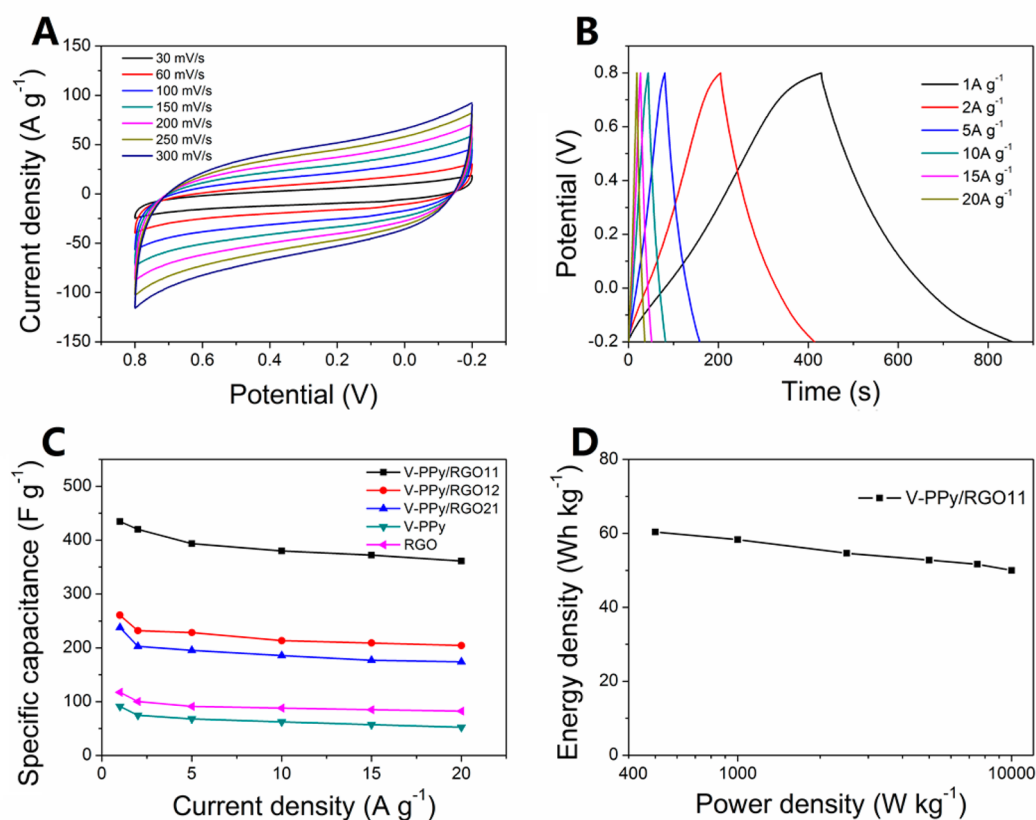 A
Current density (A g⁻¹)
150
100
50
0
-50
-100
-150
30 mV/s
60 mV/s
100 mV/s
150 mV/s
200 mV/s
250 mV/s
300 mV/s
0.8 0.6 0.4 0.2 0.0 -0.2
Potential (V)
B
Potential (V)
0.8
0.4
0.0
-0.2
1A g⁻¹
2A g⁻¹
5A g⁻¹
10A g⁻¹
15A g⁻¹
20A g⁻¹
0 200 400 600 800
Time (s)
C
Specific capacitance (F g⁻¹)
500
400
300
200
100
0
V-PPy/RGO11
V-PPy/RGO12
V-PPy/RGO21
V-PPy
RGO
0 5 10 15 20
Current density (A g⁻¹)
D
Energy density (Wh kg⁻¹)
80
60
40
20
0
V-PPy/RGO11
400 1000 10000
Power density (W kg⁻¹)